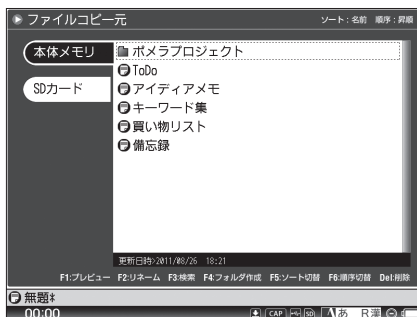 ファイルコピー元
ソート：名前 順序：昇順
本体メモリ
SDカード
ポメラプロジェクト
ToDo
アイディアメモ
キーワード集
買い物リスト
備忘録
更新日時>2011/08/26 18:21
F1:プレビュー F2:リネーム F3:検索 F4:フォルダ作成 F5:ソート切替 F6:順序切替 Del:削除
無題*
00:00 CAP SD あ R漢